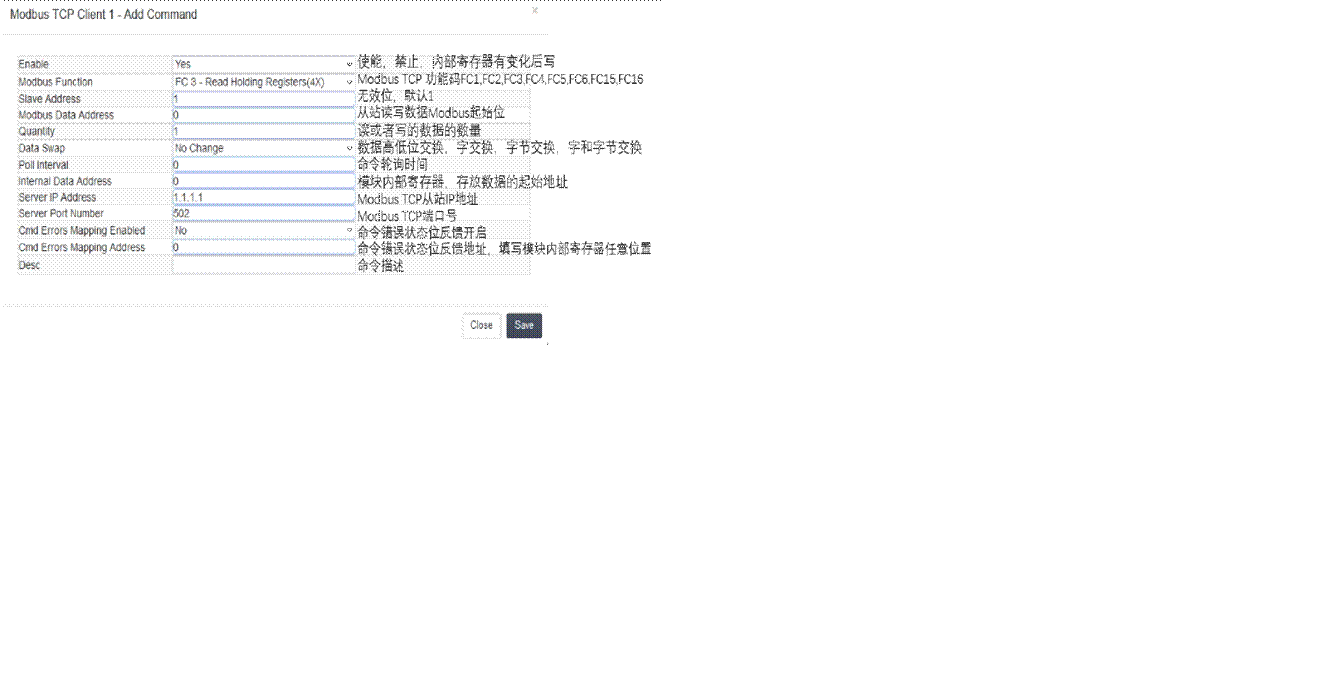 Modbus TCP Client 1 - Add Command
x
Enable Yes 使能，禁止，内部寄存器有变化后写
Modbus Function FC 3 - Read Holding Registers(4X) Modbus TCP 功能码FC1,FC2,FC3,FC4,FC5,FC6,FC15,FC16
Slave Address 1 无效位，默认1
Modbus Data Address 0 从站读写数据Modbus起始位
Quantity 1 读或者写的数据的数量
Data Swap No Change 数据高低位交换，字交换，字节交换，字和字节交换
Poll Interval 0 命令轮询时间
Internal Data Address 0 模块内部寄存器，存放数据的起始地址
Server IP Address 1.1.1.1 Modbus TCP从站IP地址
Server Port Number 502 Modbus TCP端口号
Cmd Errors Mapping Enabled No 命令错误状态位反馈开启
Cmd Errors Mapping Address 0 命令错误状态位反馈地址，填写模块内部寄存器任意位置
Desc 命令描述
Close Save